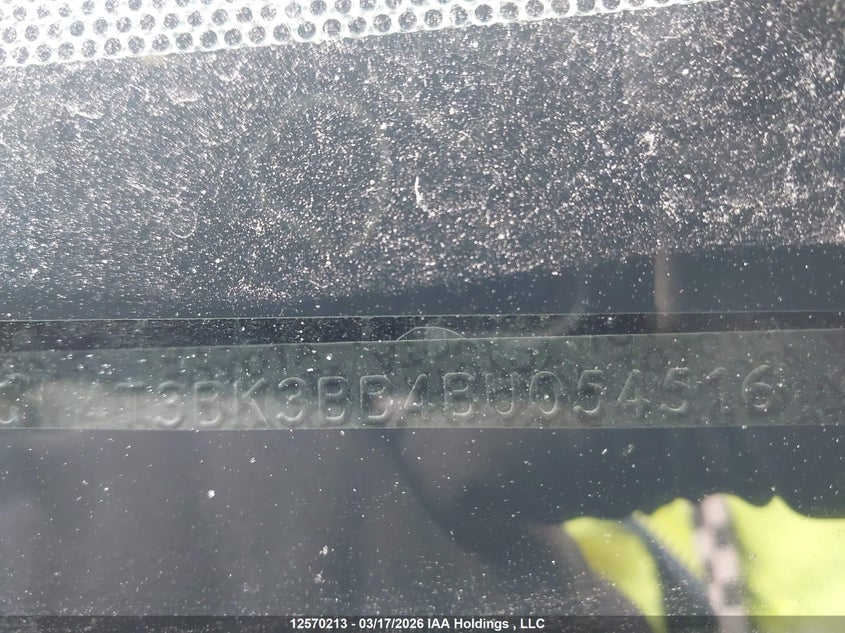 4T3BK3BB4BU054516
12570213 - 03/17/2026 IAA Holdings , LLC